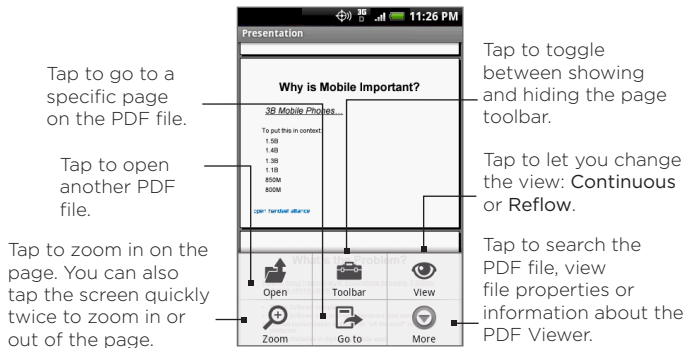 3G
11:26 PM
Presentation
Why is Mobile Important?
3B Mobile Phones…
To put this in context:
1.5B
1.4B
1.3B
1.1B
850M
800M
open handset alliance
What's the Problem?
Open
Toolbar
View
Zoom
Go to
More
Tap to go to a
specific page
on the PDF file.
Tap to open
another PDF
file.
Tap to zoom in on the
page. You can also
tap the screen quickly
twice to zoom in or
out of the page.
Tap to toggle
between showing
and hiding the page
toolbar.
Tap to let you change
the view: Continuous
or Reflow.
Tap to search the
PDF file, view
file properties or
information about the
PDF Viewer.